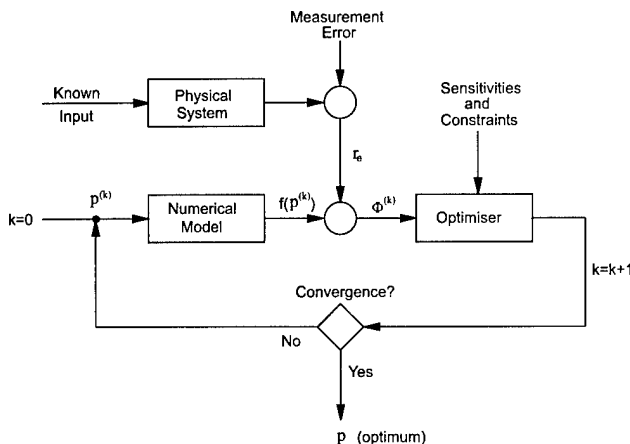 Measurement
Error
Known
Input
Physical
System
Sensitivities
and
Constraints
r_e
k=0
p^(k)
Numerical
Model
f(p^(k))
Φ^(k)
Optimiser
k=k+1
Convergence?
No
Yes
p (optimum)